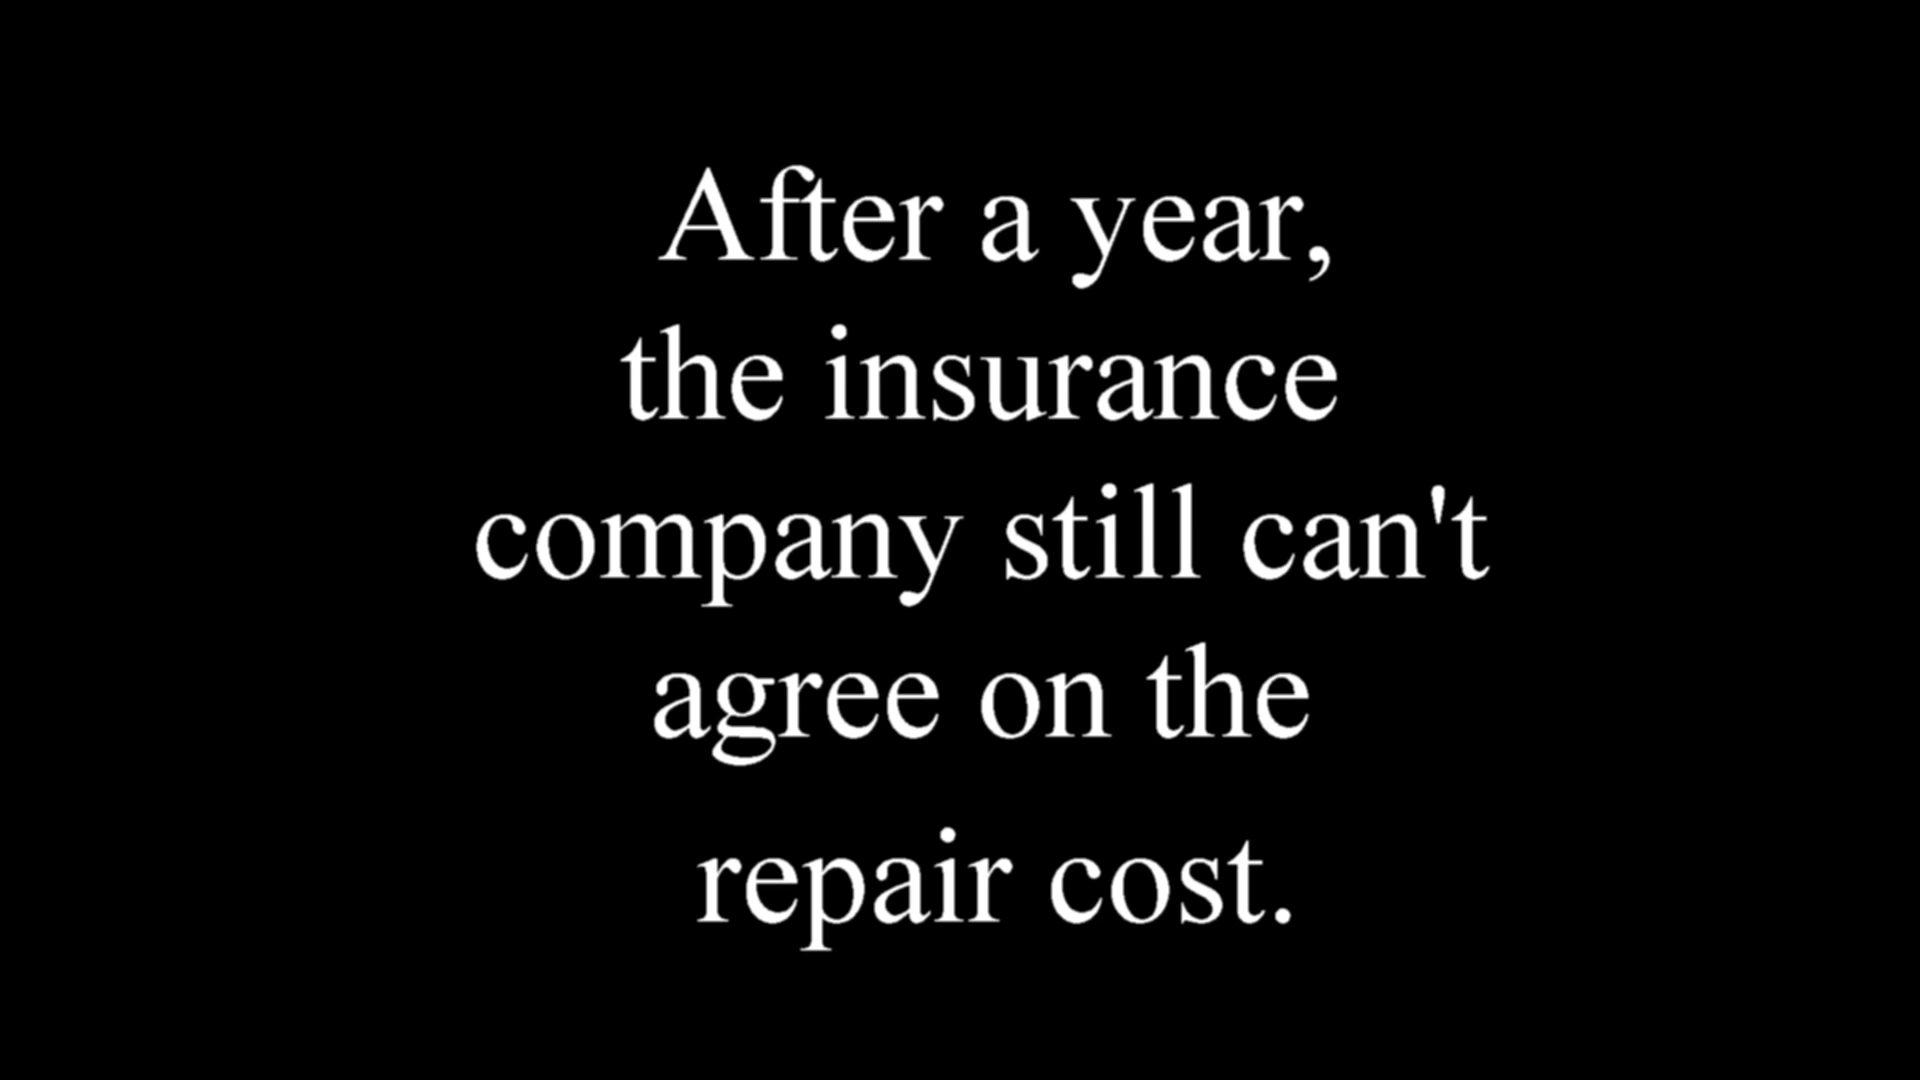 After a year,
the insurance
company still can't
agree on the
repair cost.